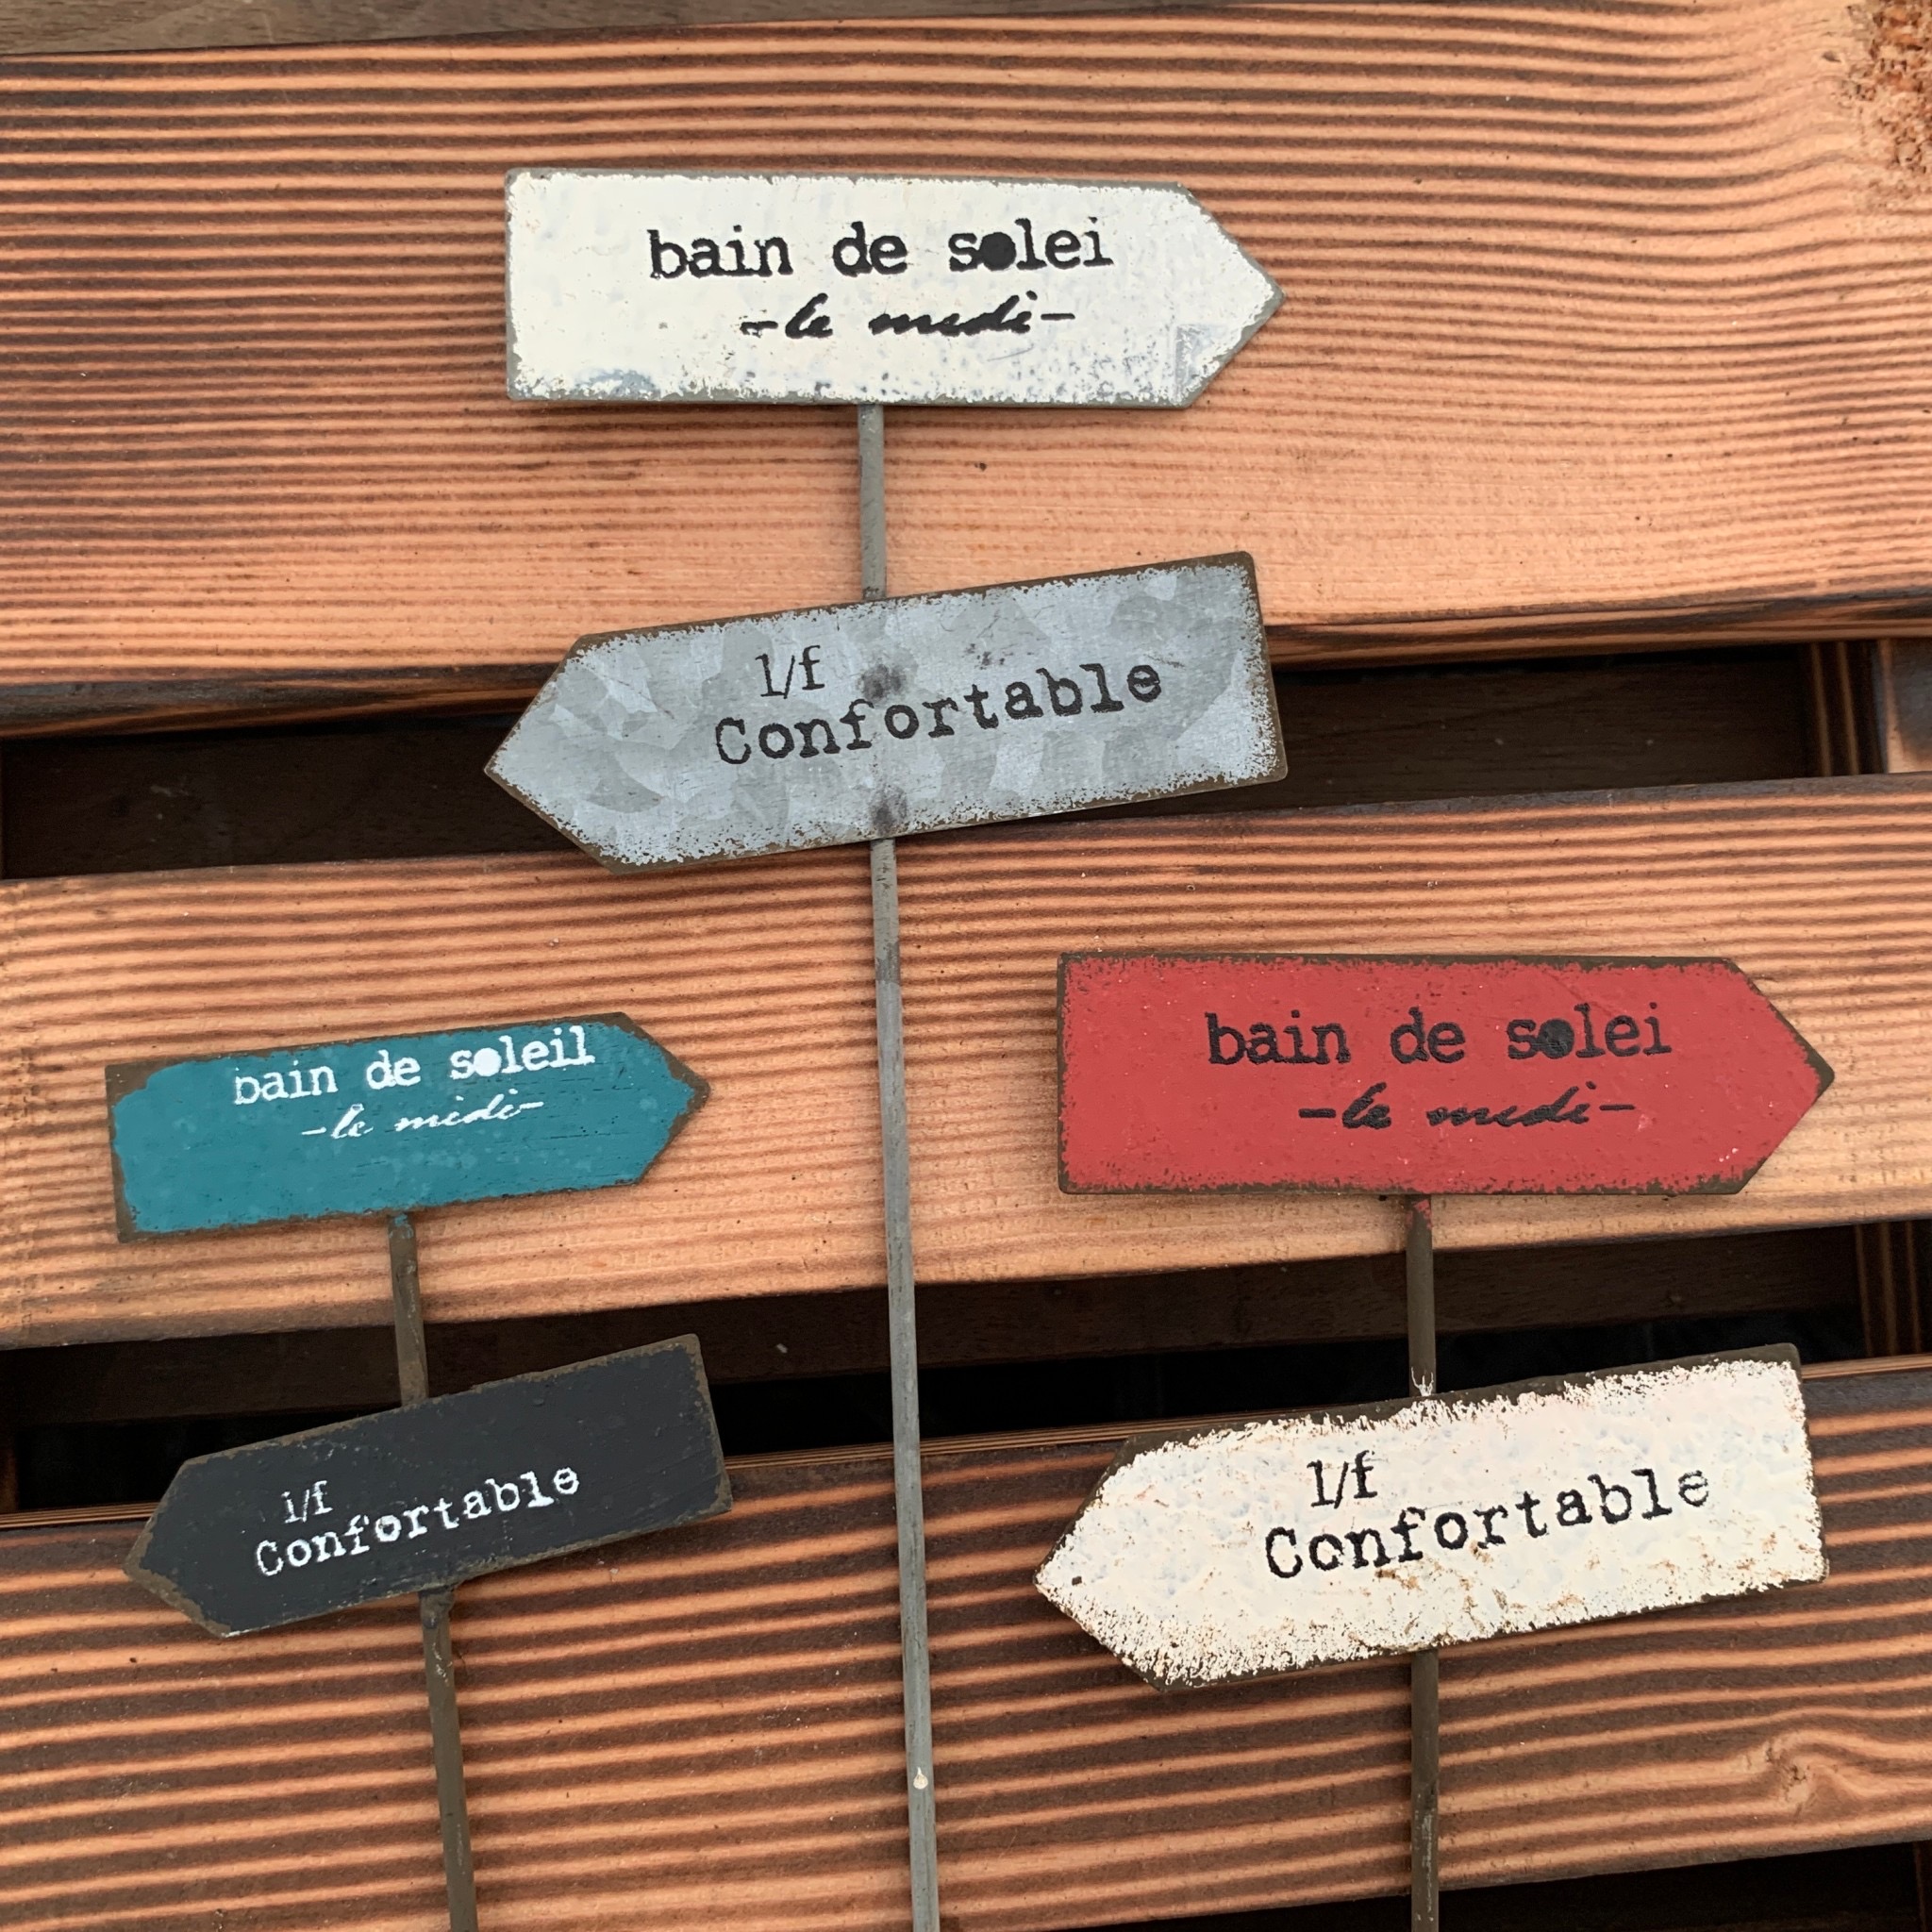 bain de solei
-le midi-
1/f
Confortable
bain de soleil
-le midi-
1/f
Confortable
bain de solei
-le midi-
1/f
Confortable